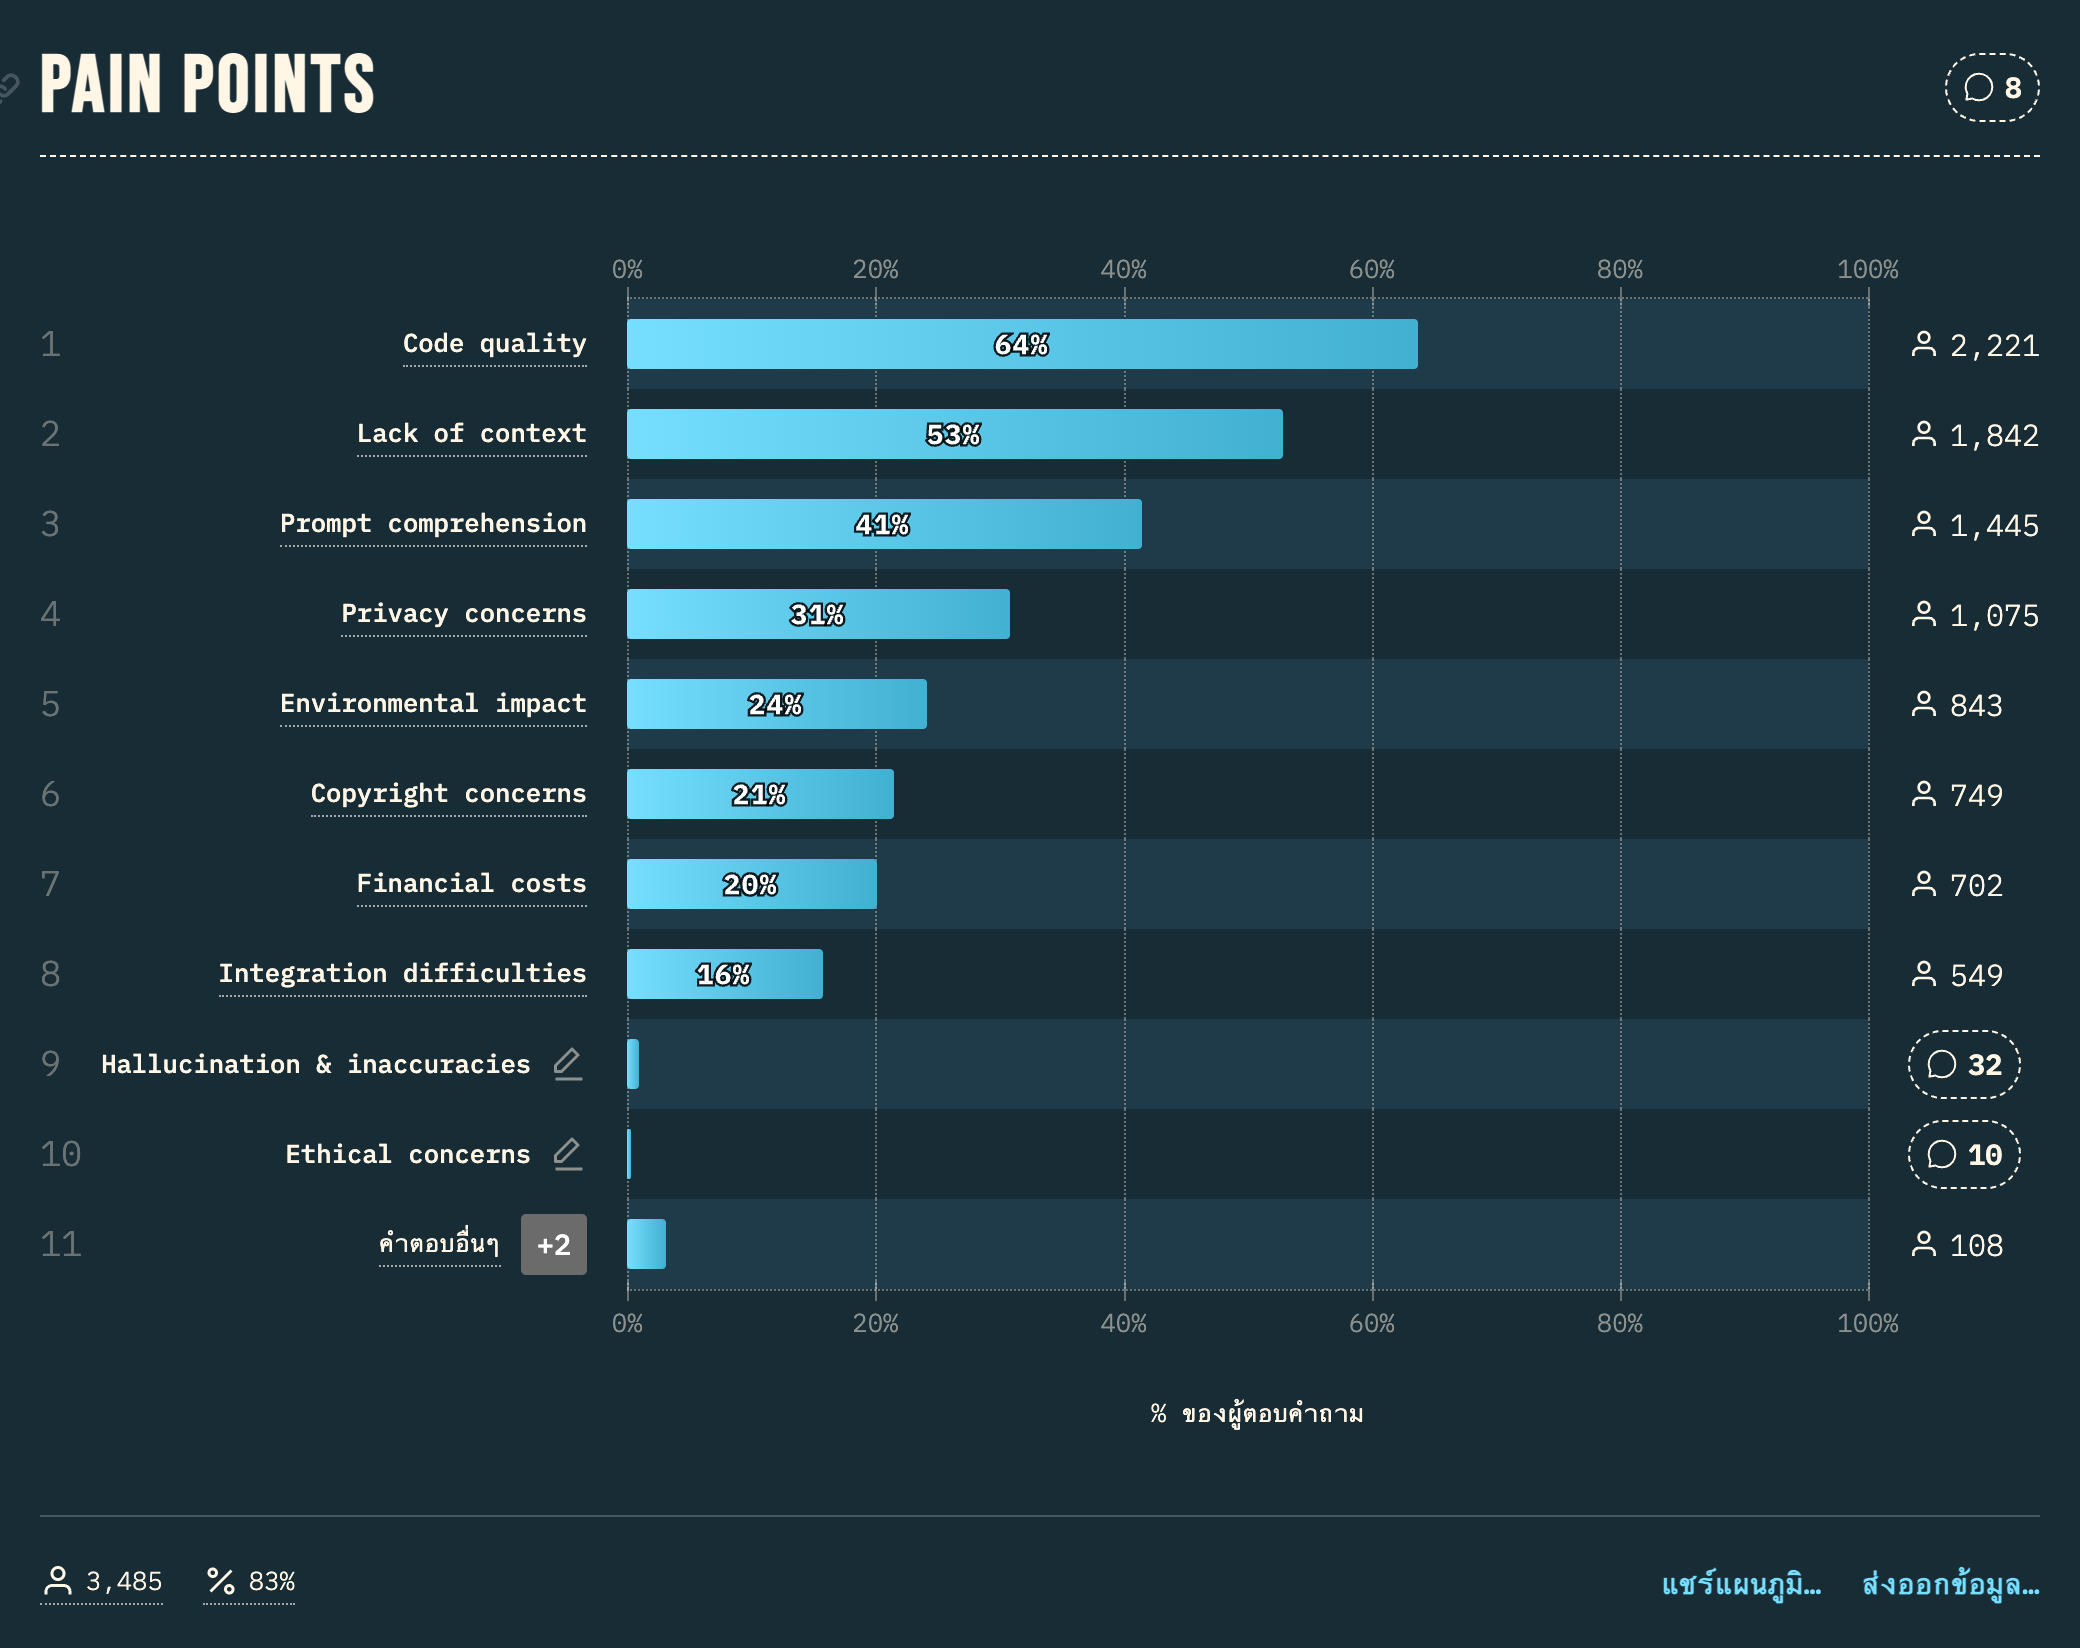 PAIN POINTS
8
0% 20% 40% 60% 80% 100%
1 Code quality 64% 2,221
2 Lack of context 53% 1,842
3 Prompt comprehension 41% 1,445
4 Privacy concerns 31% 1,075
5 Environmental impact 24% 843
6 Copyright concerns 21% 749
7 Financial costs 20% 702
8 Integration difficulties 16% 549
9 Hallucination & inaccuracies 32
10 Ethical concerns 10
11 คำตอบอื่นๆ +2 108
0% 20% 40% 60% 80% 100%
% ของผู้ตอบคำถาม
3,485 83% แชร์แผนภูมิ… ส่งออกข้อมูล…